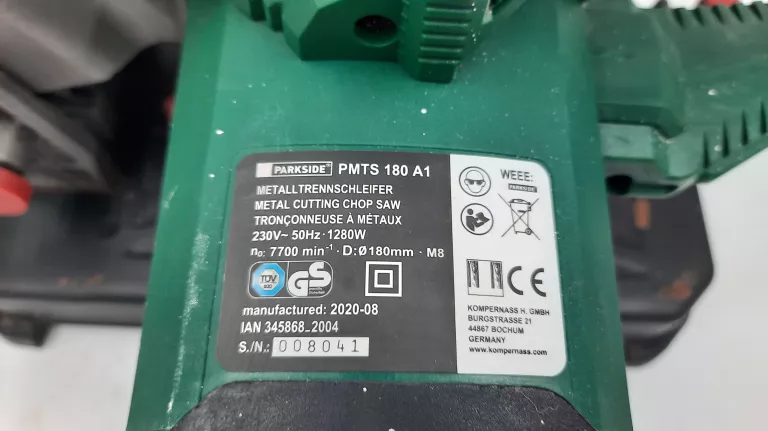 PARKSIDE® PMTS 180 A1
METALLTRENNSCHLEIFER
METAL CUTTING CHOP SAW
TRONÇONNEUSE À MÉTAUX
230V~ 50Hz · 1280W
n₀: 7700 min⁻¹ · D:Ø180mm · M8
TÜV
GS
manufactured: 2020-08
IAN 345868_2004
S./N.: 008041
WEEE:
PARKSIDE
CE
KOMPERNASS H. GMBH
BURGSTRASSE 21
44867 BOCHUM
GERMANY
www.kompernass.com